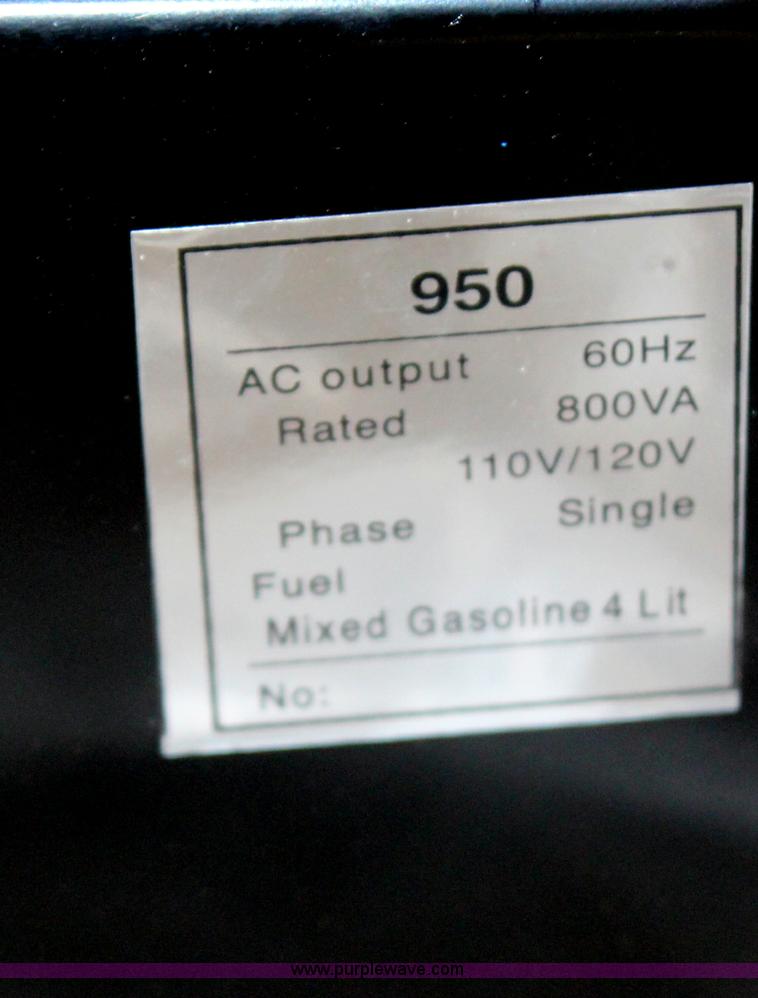 950
AC output 60Hz
Rated 800VA
110V/120V
Phase Single
Fuel
Mixed Gasoline 4 Lit
No:
www.purplewave.com